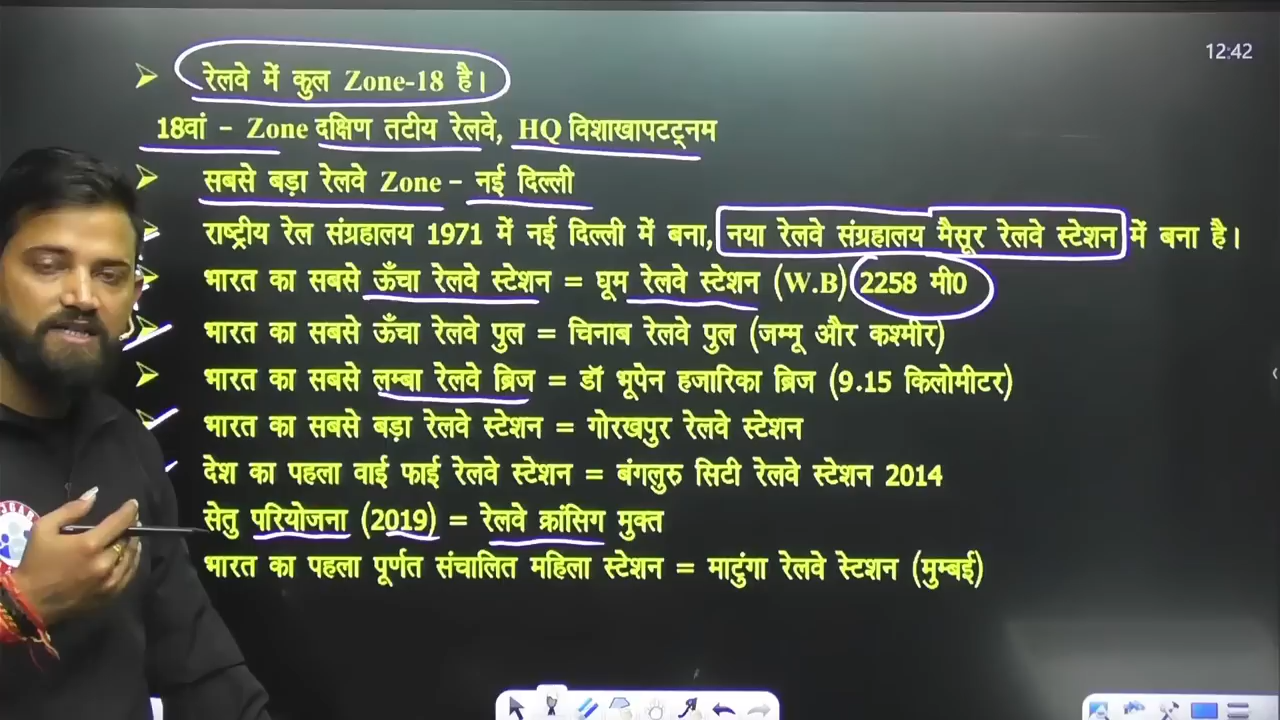 12:42
रेलवे में कुल Zone-18 है।
18वां - Zone दक्षिण तटीय रेलवे, HQ विशाखापटट्नम
सबसे बड़ा रेलवे Zone - नई दिल्ली
राष्ट्रीय रेल संग्रहालय 1971 में नई दिल्ली में बना, नया रेलवे संग्रहालय मैसूर रेलवे स्टेशन में बना है।
भारत का सबसे ऊँचा रेलवे स्टेशन = घूम रेलवे स्टेशन (W.B) 2258 मी0
भारत का सबसे ऊँचा रेलवे पुल = चिनाब रेलवे पुल (जम्मू और कश्मीर)
भारत का सबसे लम्बा रेलवे ब्रिज = डॉ भूपेन हजारिका ब्रिज (9.15 किलोमीटर)
भारत का सबसे बड़ा रेलवे स्टेशन = गोरखपुर रेलवे स्टेशन
देश का पहला वाई फाई रेलवे स्टेशन = बंगलुरु सिटी रेलवे स्टेशन 2014
सेतु परियोजना (2019) = रेलवे क्रांसिग मुक्त
भारत का पहला पूर्णत संचालित महिला स्टेशन = माटुंगा रेलवे स्टेशन (मुम्बई)